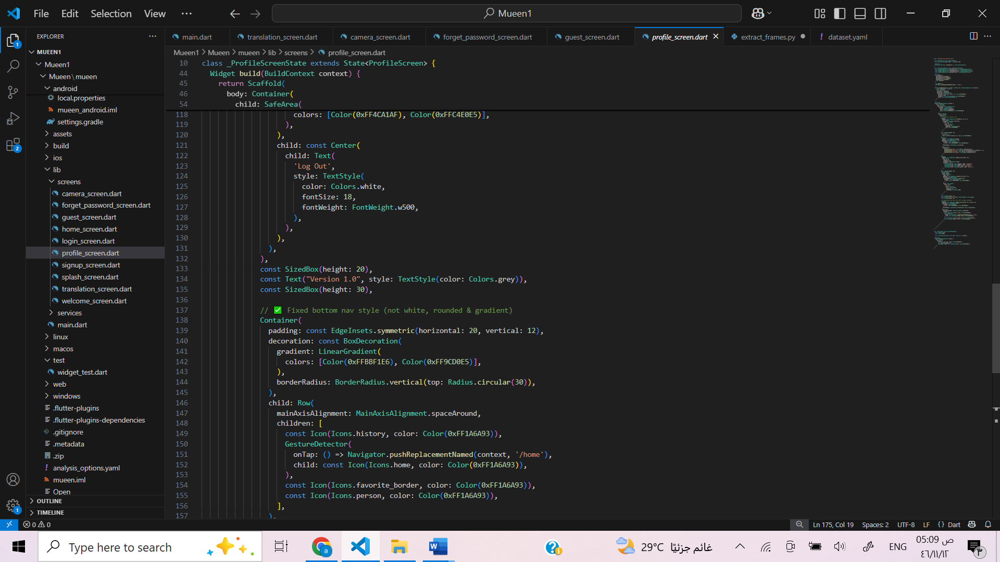 File Edit Selection View ··· Mueen1
EXPLORER ···
MUEEN1
Mueen1
Mueen\mueen
android
local.properties
mueen_android.iml
settings.gradle
assets
build
ios
lib
screens
camera_screen.dart
forget_password_screen.dart
guest_screen.dart
home_screen.dart
login_screen.dart
profile_screen.dart
signup_screen.dart
splash_screen.dart
translation_screen.dart
welcome_screen.dart
services
main.dart
linux
macos
test
widget_test.dart
web
windows
.flutter-plugins
.flutter-plugins-dependencies
.gitignore
.metadata
.zip
analysis_options.yaml
mueen.iml
Open
OUTLINE
TIMELINE
main.dart translation_screen.dart camera_screen.dart forget_password_screen.dart guest_screen.dart profile_screen.dart extract_frames.py dataset.yaml
Mueen1 > Mueen > mueen > lib > screens > profile_screen.dart
10 class _ProfileScreenState extends State<ProfileScreen> {
44 Widget build(BuildContext context) {
45 return Scaffold(
46 body: Container(
54 child: SafeArea(
118 colors: [Color(0xFF4CA1AF), Color(0xFFC4E0E5)],
119 ),
120 ),
121 child: const Center(
122 child: Text(
123 'Log Out',
124 style: TextStyle(
125 color: Colors.white,
126 fontSize: 18,
127 fontWeight: FontWeight.w500,
128 ),
129 ),
130 ),
131 ),
132 ),
133 const SizedBox(height: 20),
134 const Text("Version 1.0", style: TextStyle(color: Colors.grey)),
135 const SizedBox(height: 30),
136
137 // ✅ Fixed bottom nav style (not white, rounded & gradient)
138 Container(
139 padding: const EdgeInsets.symmetric(horizontal: 20, vertical: 12),
140 decoration: const BoxDecoration(
141 gradient: LinearGradient(
142 colors: [Color(0xFFBBF1E6), Color(0xFF9CD0E5)],
143 ),
144 borderRadius: BorderRadius.vertical(top: Radius.circular(30)),
145 ),
146 child: Row(
147 mainAxisAlignment: MainAxisAlignment.spaceAround,
148 children: [
149 const Icon(Icons.history, color: Color(0xFF1A6A93)),
150 GestureDetector(
151 onTap: () => Navigator.pushReplacementNamed(context, '/home'),
152 child: const Icon(Icons.home, color: Color(0xFF1A6A93)),
153 ),
154 const Icon(Icons.favorite_border, color: Color(0xFF1A6A93)),
155 const Icon(Icons.person, color: Color(0xFF1A6A93)),
156 ],
157 ),
0 0 Ln 175, Col 19 Spaces: 2 UTF-8 LF {} Dart
Type here to search
29°C غائم جزئيًا
ENG
05:09 ص
٤٦/١١/١٢
٣